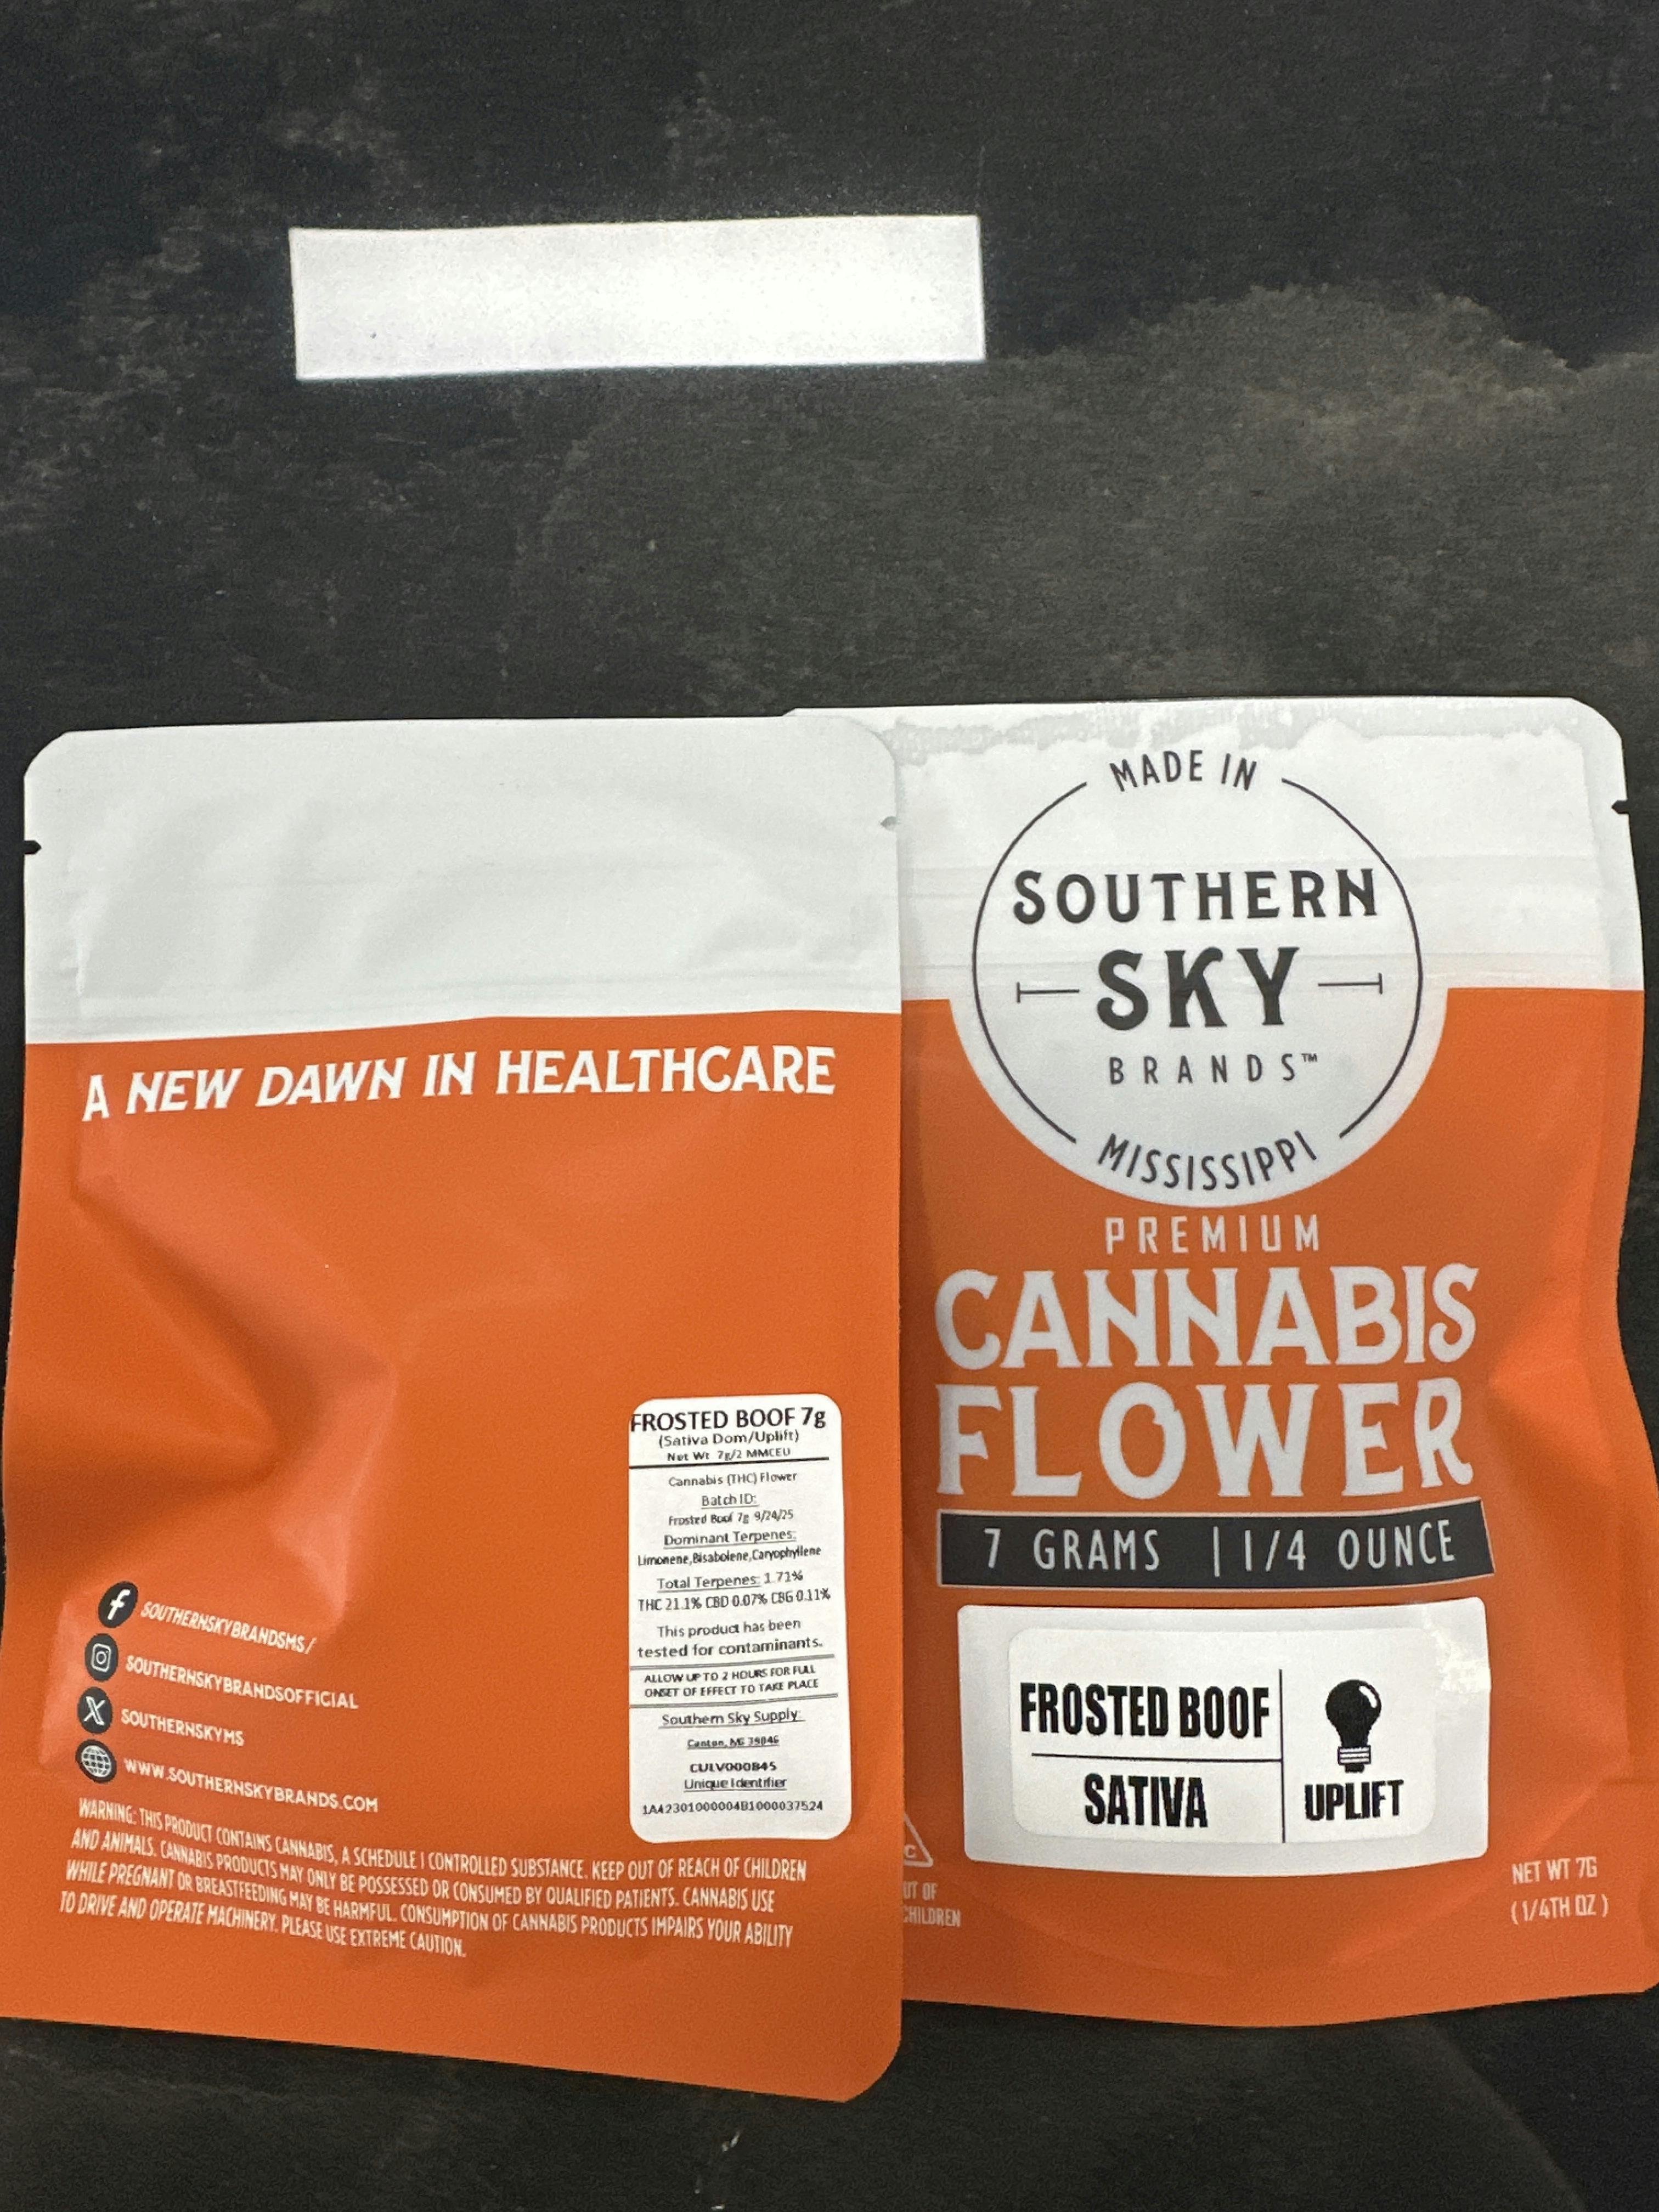 A NEW DAWN IN HEALTHCARE
FROSTED BOOF 7g
(Sativa Dom/Uplift)
Net Wt 7g/2 MMCEU
Cannabis (THC) Flower
Batch ID:
Frosted Boof 7g 9/24/25
Dominant Terpenes:
Limonene,Bisabolene,Caryophyllene
Total Terpenes: 1.71%
THC 21.1% CBD 0.07% CBG 0.11%
This product has been
tested for contaminants.
ALLOW UP TO 2 HOURS FOR FULL
ONSET OF EFFECT TO TAKE PLACE
Southern Sky Supply:
Canton, MS 39046
CULV000845
Unique Identifier
1A42301000004B1000037524
SOUTHERNSKYBRANDSMS/
SOUTHERNSKYBRANDSOFFICIAL
SOUTHERNSKYMS
WWW.SOUTHERNSKYBRANDS.COM
WARNING: THIS PRODUCT CONTAINS CANNABIS, A SCHEDULE I CONTROLLED SUBSTANCE. KEEP OUT OF REACH OF CHILDREN
AND ANIMALS. CANNABIS PRODUCTS MAY ONLY BE POSSESSED OR CONSUMED BY QUALIFIED PATIENTS. CANNABIS USE
WHILE PREGNANT OR BREASTFEEDING MAY BE HARMFUL. CONSUMPTION OF CANNABIS PRODUCTS IMPAIRS YOUR ABILITY
TO DRIVE AND OPERATE MACHINERY. PLEASE USE EXTREME CAUTION.
MADE IN
SOUTHERN
SKY
BRANDS™
MISSISSIPPI
PREMIUM
CANNABIS
FLOWER
7 GRAMS | 1/4 OUNCE
FROSTED BOOF
SATIVA
UPLIFT
C
OF
CHILDREN
NET WT 7G
(1/4TH OZ)